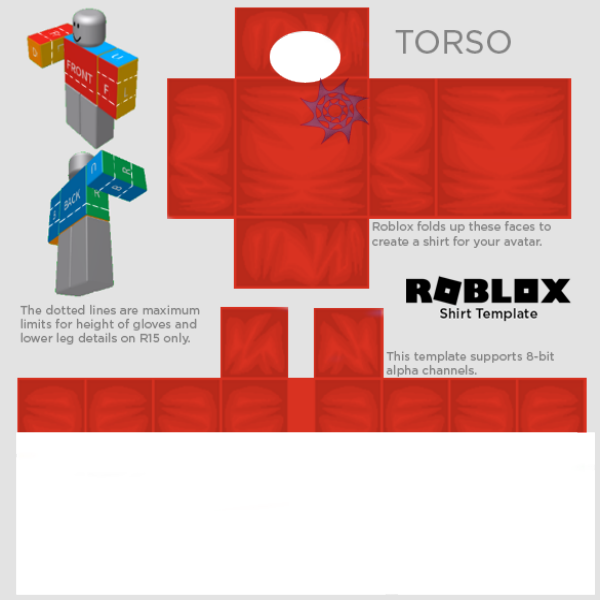 TORSO
FRONT
F
L
BACK
R
B
Roblox folds up these faces to
create a shirt for your avatar.
ROBLOX
Shirt Template
The dotted lines are maximum
limits for height of gloves and
lower leg details on R15 only.
This template supports 8-bit
alpha channels.